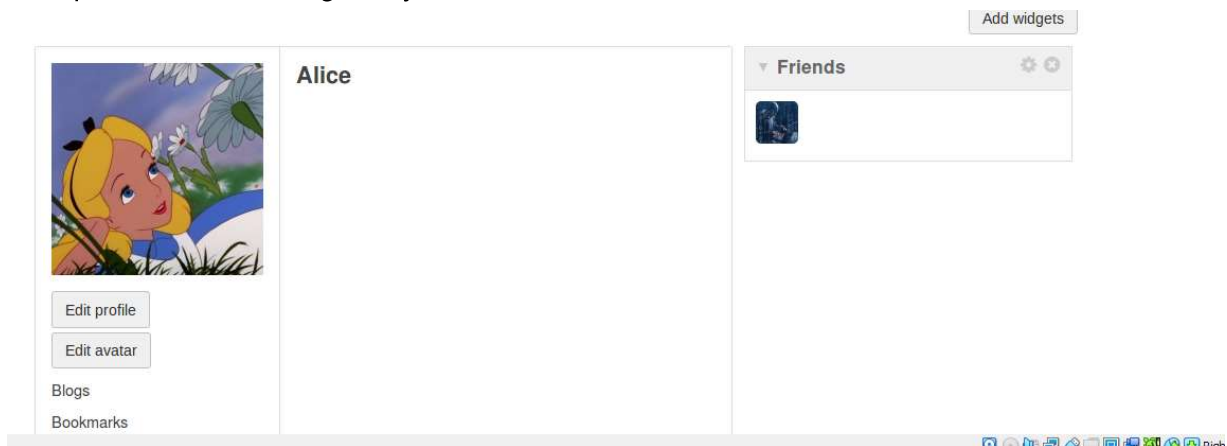 Add widgets
Alice
Friends
Edit profile
Edit avatar
Blogs
Bookmarks